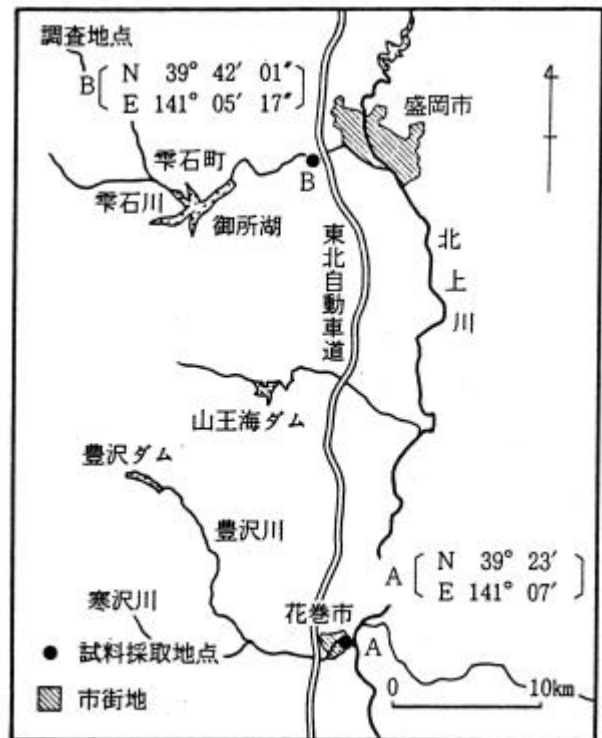 調査地点
B
N 39° 42′ 01″
E 141° 05′ 17″
盛岡市
雫石町
B
雫石川
御所湖
東北自動車道
北上川
山王海ダム
豊沢ダム
豊沢川
A
N 39° 23′
E 141° 07′
寒沢川
花巻市
● 試料採取地点
A
市街地
0 10km